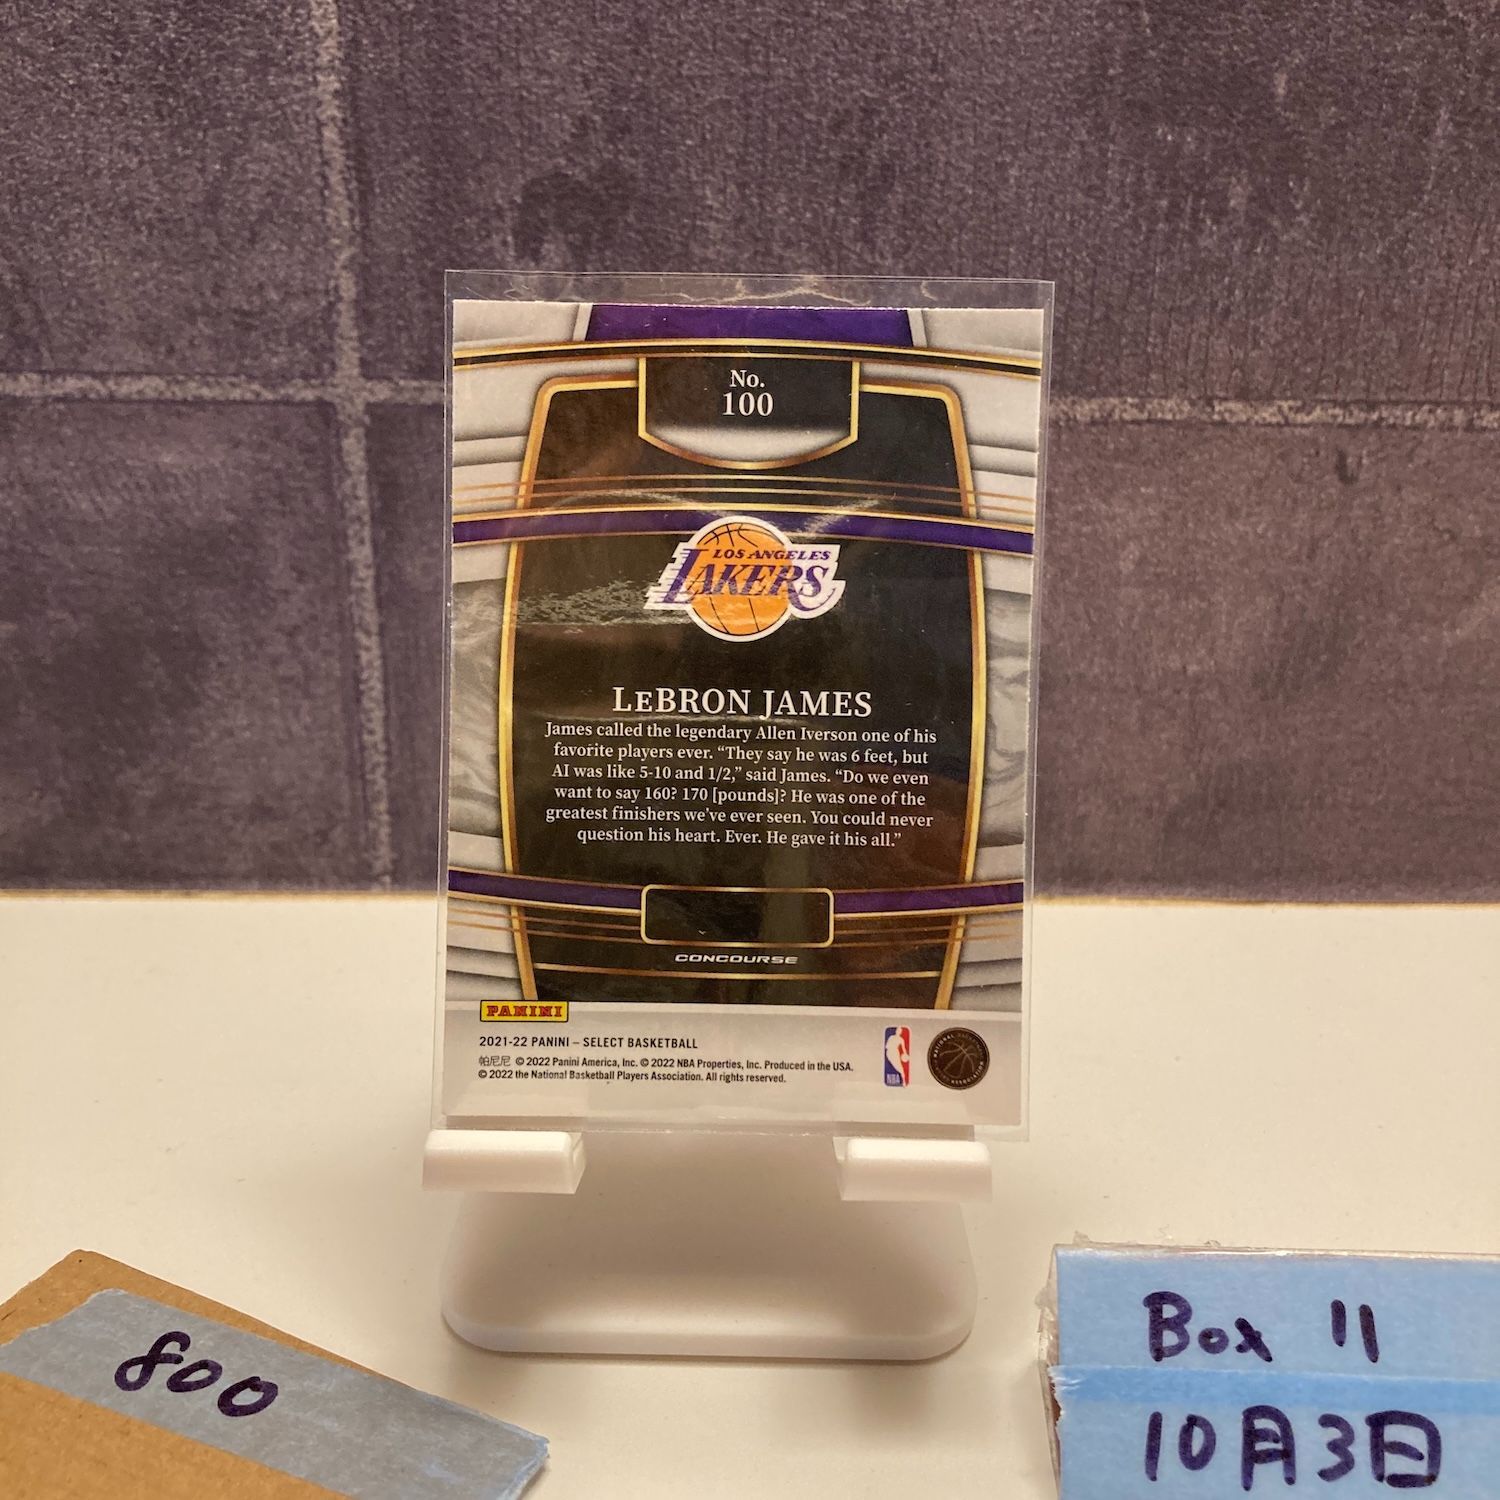 No.
100
LOS ANGELES
LAKERS
LeBRON JAMES
James called the legendary Allen Iverson one of his
favorite players ever. “They say he was 6 feet, but
AI was like 5-10 and 1/2,” said James. “Do we even
want to say 160? 170 [pounds]? He was one of the
greatest finishers we've ever seen. You could never
question his heart. Ever. He gave it his all.”
CONCOURSE
PANINI
2021-22 PANINI – SELECT BASKETBALL
帕尼尼 © 2022 Panini America, Inc. © 2022 NBA Properties, Inc. Produced in the USA.
© 2022 the National Basketball Players Association. All rights reserved.
NBA
800
Box 11
10月3日